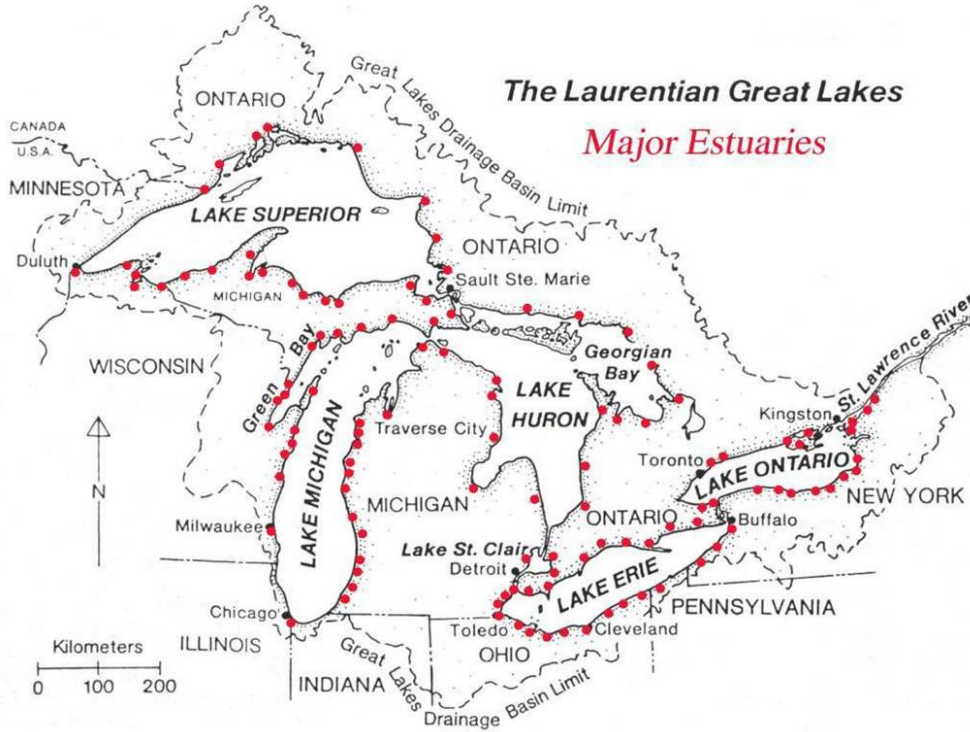 The Laurentian Great Lakes
Major Estuaries
Great Lakes Drainage Basin Limit
ONTARIO
CANADA
U.S.A.
MINNESOTA
LAKE SUPERIOR
ONTARIO
Duluth
Sault Ste. Marie
MICHIGAN
WISCONSIN
Green Bay
Georgian
Bay
LAKE
HURON
St. Lawrence River
Kingston
Traverse City
Toronto
LAKE ONTARIO
N
LAKE MICHIGAN
MICHIGAN
NEW YORK
Milwaukee
ONTARIO
Buffalo
Lake St. Clair
Detroit
LAKE ERIE
PENNSYLVANIA
Chicago
Toledo
Cleveland
ILLINOIS
OHIO
Kilometers
0 100 200
INDIANA
Great Lakes Drainage Basin Limit